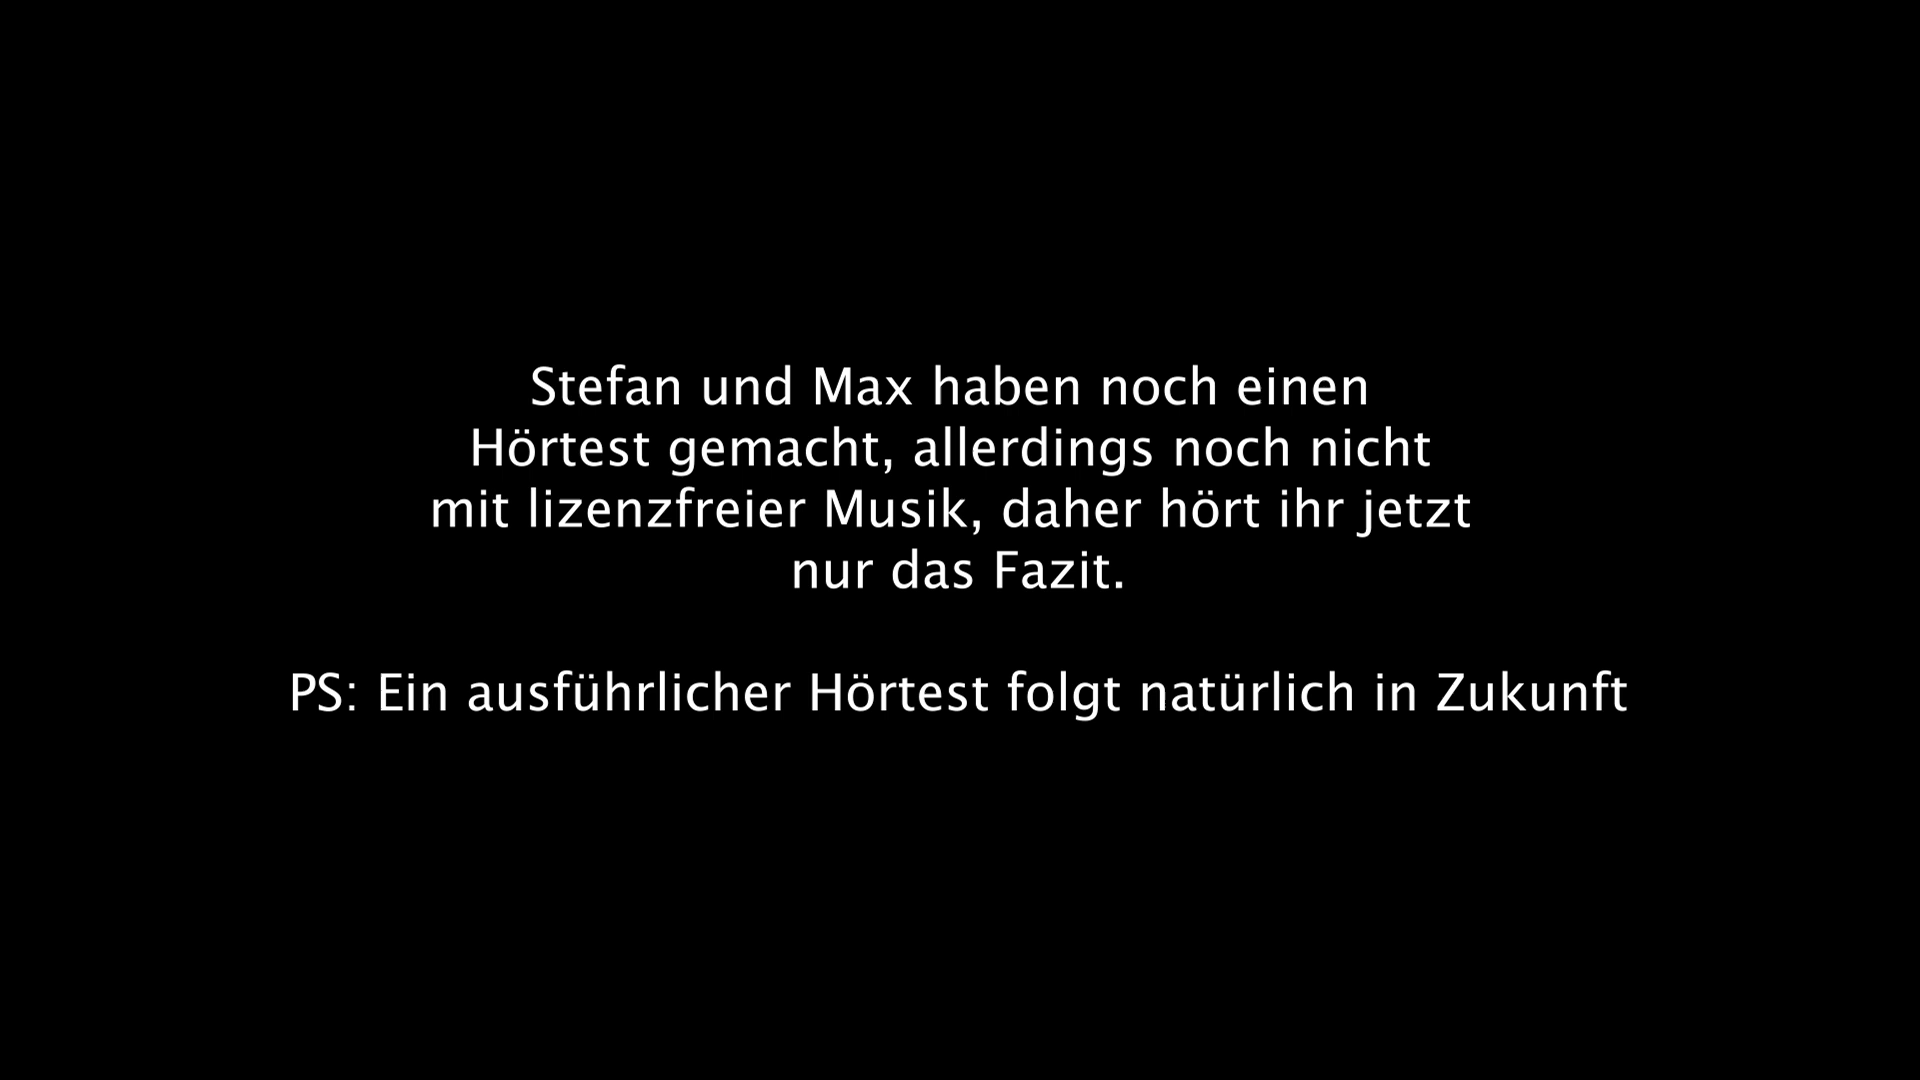 Stefan und Max haben noch einen
Hörtest gemacht, allerdings noch nicht
mit lizenzfreier Musik, daher hört ihr jetzt
nur das Fazit.
PS: Ein ausführlicher Hörtest folgt natürlich in Zukunft